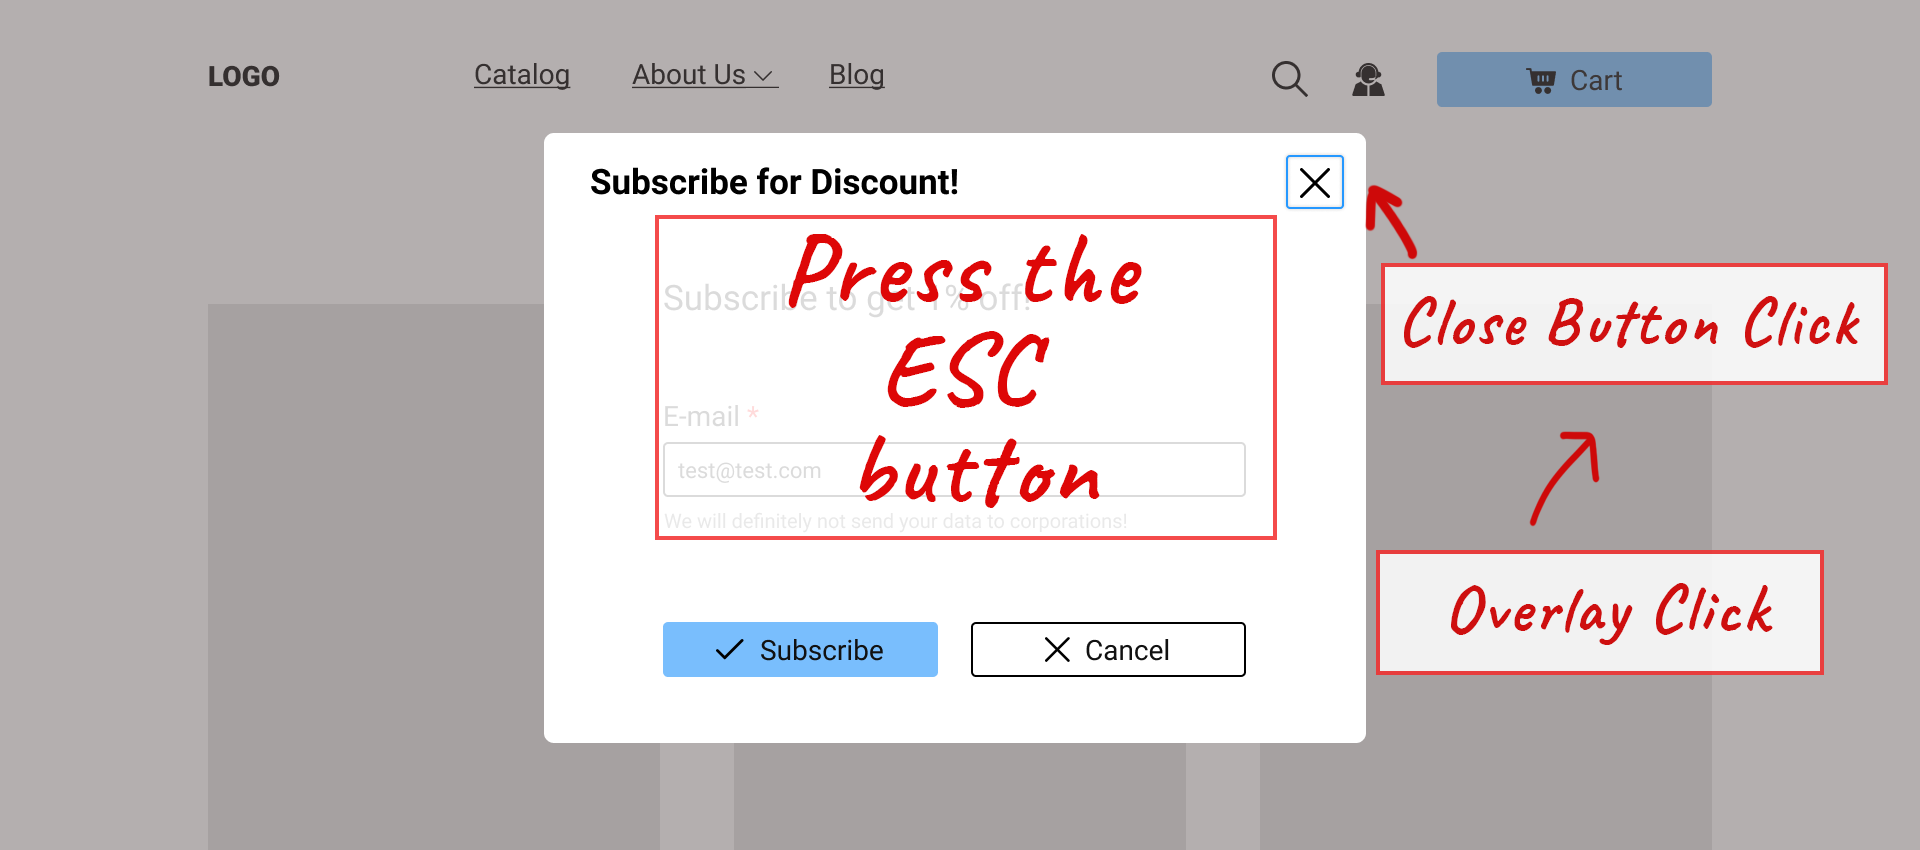 LOGO
Catalog
About Us
Blog
Cart
Subscribe for Discount!
Press the
ESC
button
Subscribe to get 1% off!
E-mail *
test@test.com
We will definitely not send your data to corporations!
Subscribe
Cancel
Close Button Click
Overlay Click